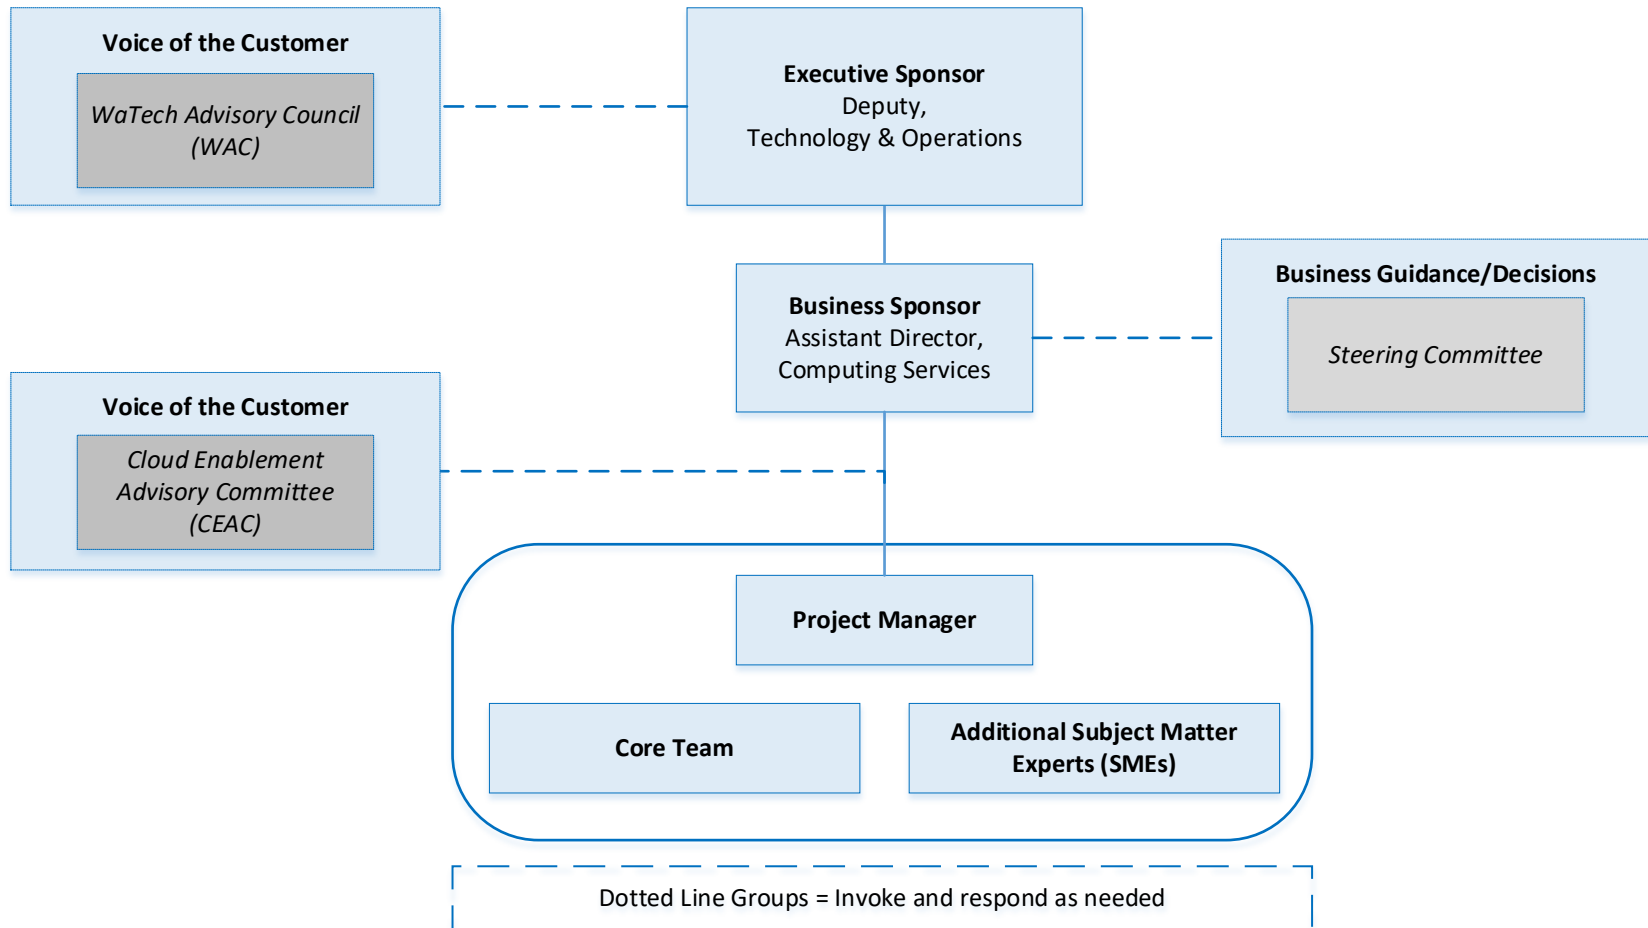 Voice of the Customer
WaTech Advisory Council
(WAC)
Executive Sponsor
Deputy,
Technology & Operations
Business Sponsor
Assistant Director,
Computing Services
Business Guidance/Decisions
Steering Committee
Voice of the Customer
Cloud Enablement
Advisory Committee
(CEAC)
Project Manager
Core Team
Additional Subject Matter
Experts (SMEs)
Dotted Line Groups = Invoke and respond as needed